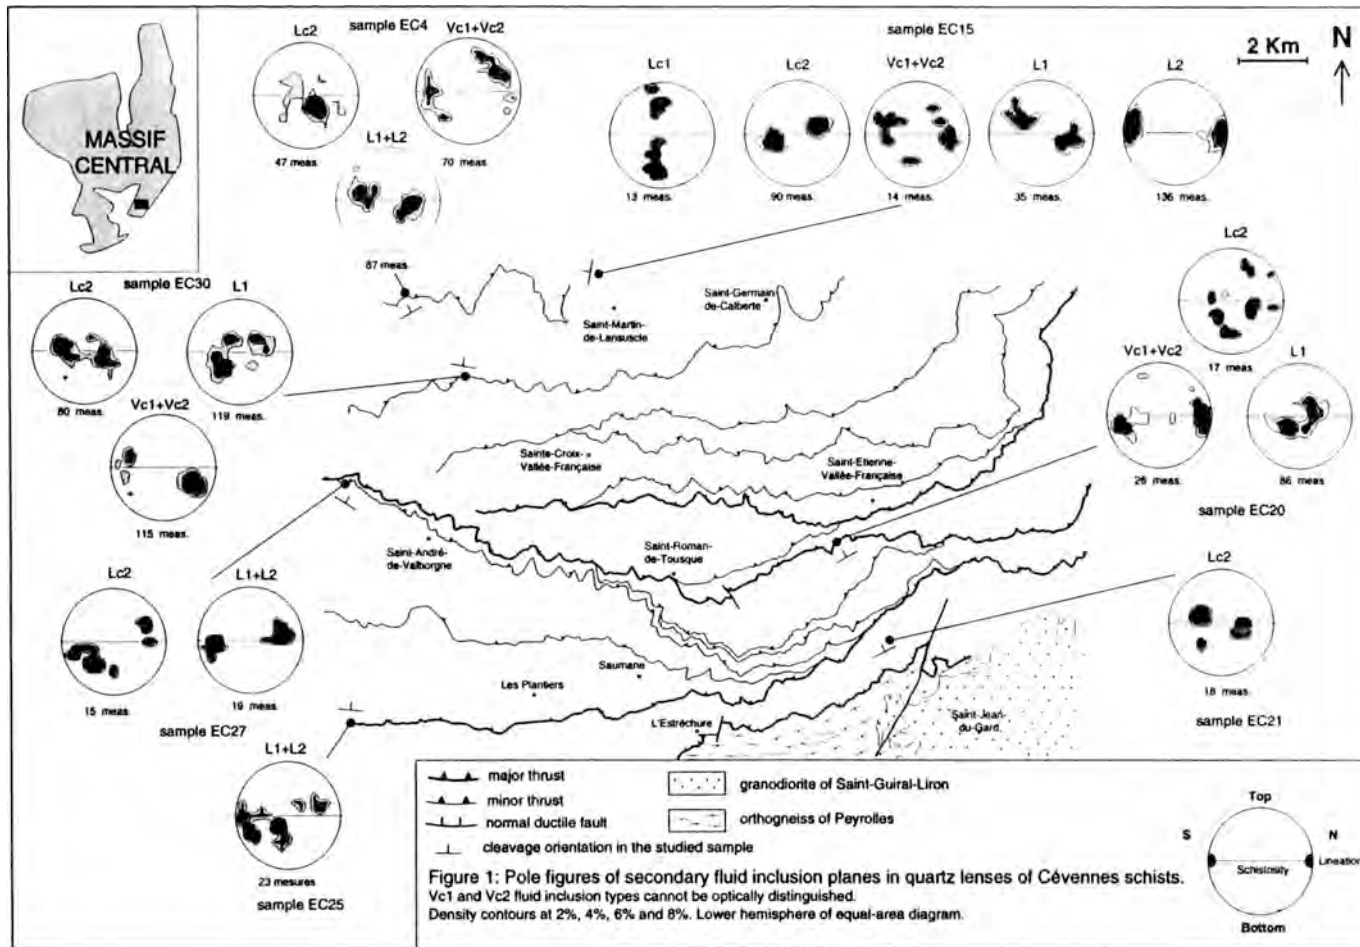 sample EC4
Lc2
Vc1+Vc2
47 meas.
70 meas.
L1+L2
87 meas.
sample EC15
Lc1
Lc2
Vc1+Vc2
L1
L2
13 meas.
90 meas.
14 meas.
35 meas.
136 meas.
2 Km
N
MASSIF
CENTRAL
sample EC30
Lc2
L1
80 meas.
119 meas.
Vc1+Vc2
115 meas.
Lc2
17 meas.
Vc1+Vc2
L1
26 meas.
86 meas.
sample EC20
Lc2
18 meas.
sample EC21
Lc2
L1+L2
15 meas.
19 meas.
sample EC27
L1+L2
23 mesures
sample EC25
Saint-Germain
de-Calberte
Saint-Martin-
de-Lansuscle
Sainte-Croix-
Vallée-Française
Saint-Etienne-
Vallée-Française
Saint-André-
de-Valborgne
Saint-Roman-
de-Tousque
Saumane
Les Plantiers
L'Estréchure
Saint-Jean-
du-Gard
major thrust
minor thrust
normal ductile fault
cleavage orientation in the studied sample
granodiorite of Saint-Guiral-Liron
orthogneiss of Peyrolles
Top
S
N
Lineation
Schistosity
Bottom
Figure 1: Pole figures of secondary fluid inclusion planes in quartz lenses of Cévennes schists.
Vc1 and Vc2 fluid inclusion types cannot be optically distinguished.
Density contours at 2%, 4%, 6% and 8%. Lower hemisphere of equal-area diagram.